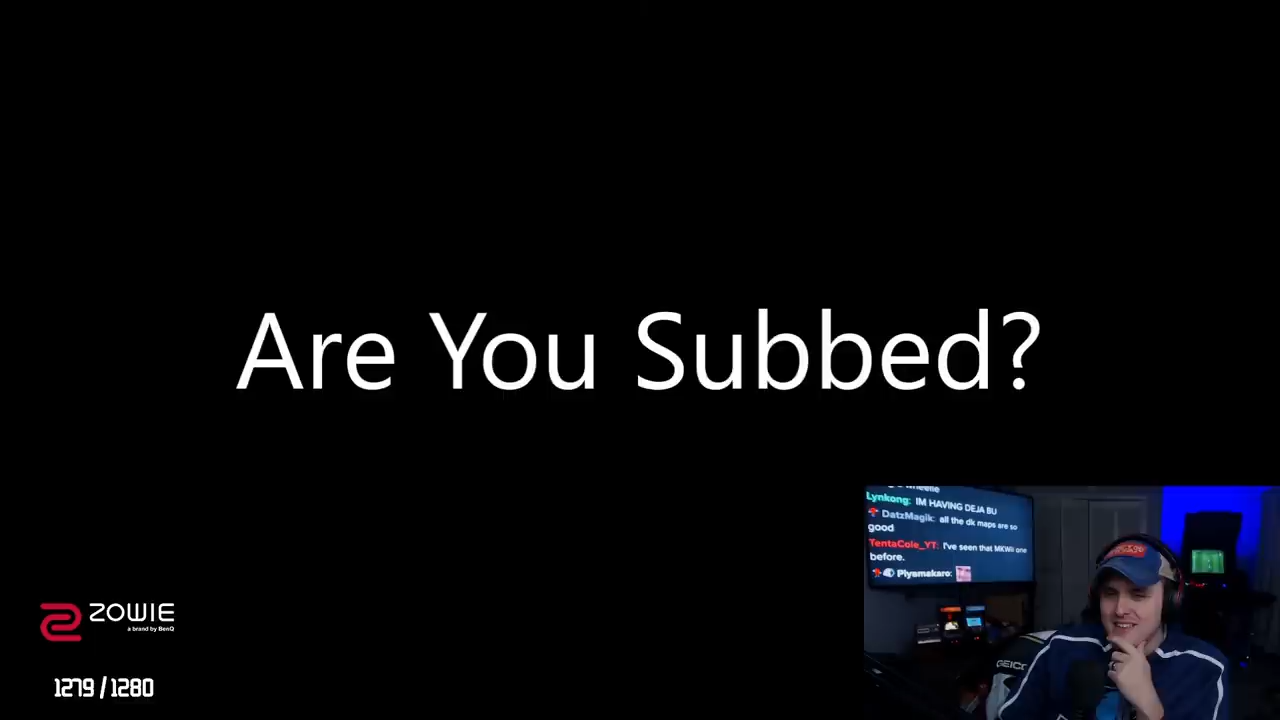 Are You Subbed?
Lynkong: IM HAVING DEJA BU
DatzMagik: all the dk maps are so
good
TentaCole_YT: I've seen that MKWii one
before.
Piyamakaro:
GEICO
ZOWIE
a brand by BenQ
1279 / 1280